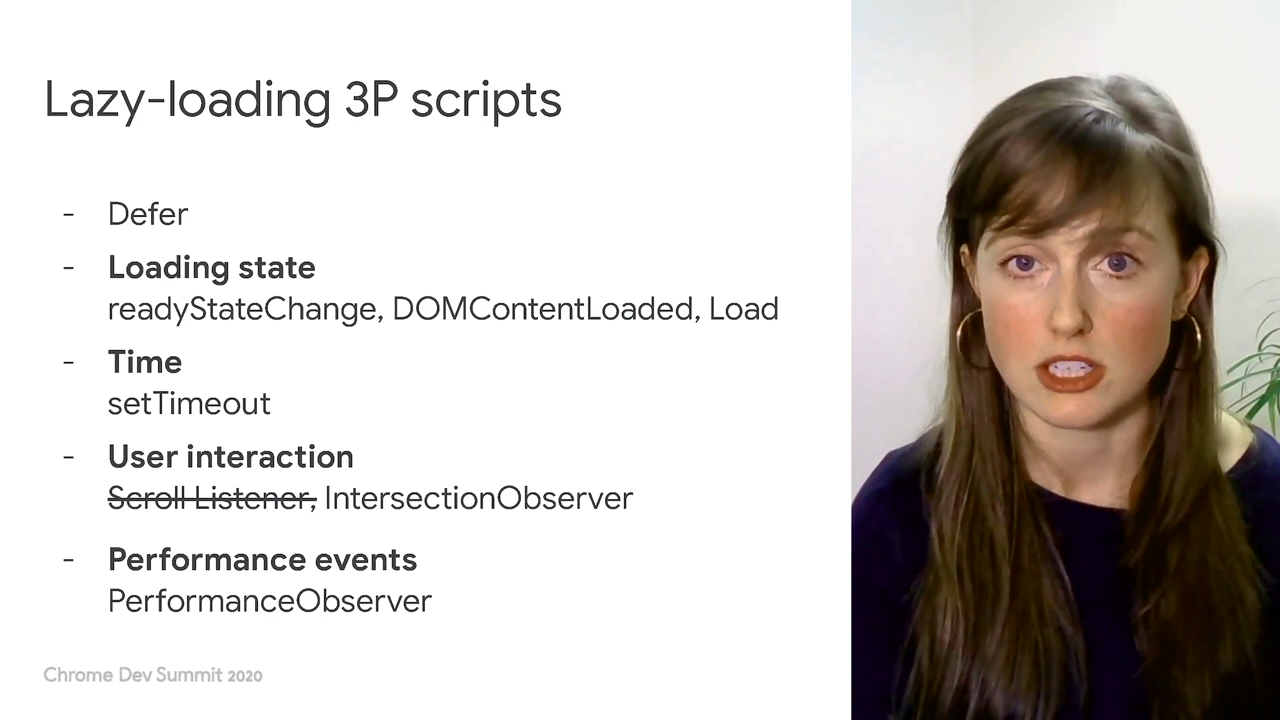 Lazy-loading 3P scripts
- Defer
- Loading state
readyStateChange, DOMContentLoaded, Load
- Time
setTimeout
- User interaction
Scroll Listener, IntersectionObserver
- Performance events
PerformanceObserver
Chrome Dev Summit 2020